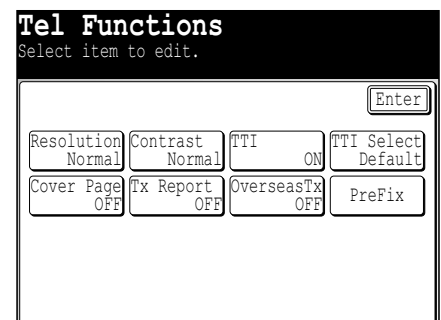 Tel Functions
Select item to edit.
Enter
Resolution Contrast TTI TTI Select
Normal Normal ON Default
Cover Page Tx Report OverseasTx PreFix
OFF OFF OFF